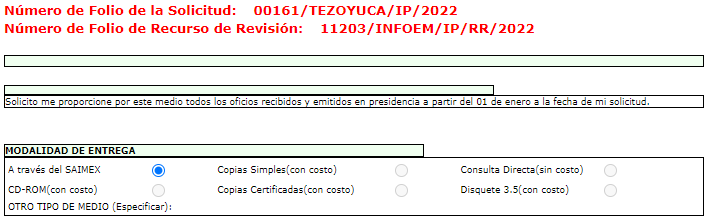 Número de Folio de la Solicitud: 00161/TEZOYUCA/IP/2022
Número de Folio de Recurso de Revisión: 11203/INFOEM/IP/RR/2022
Solicito me proporcione por este medio todos los oficios recibidos y emitidos en presidencia a partir del 01 de enero a la fecha de mi solicitud.
MODALIDAD DE ENTREGA
A través del SAIMEX Copias Simples(con costo) Consulta Directa(sin costo)
CD-ROM(con costo) Copias Certificadas(con costo) Disquete 3.5(con costo)
OTRO TIPO DE MEDIO (Especificar):